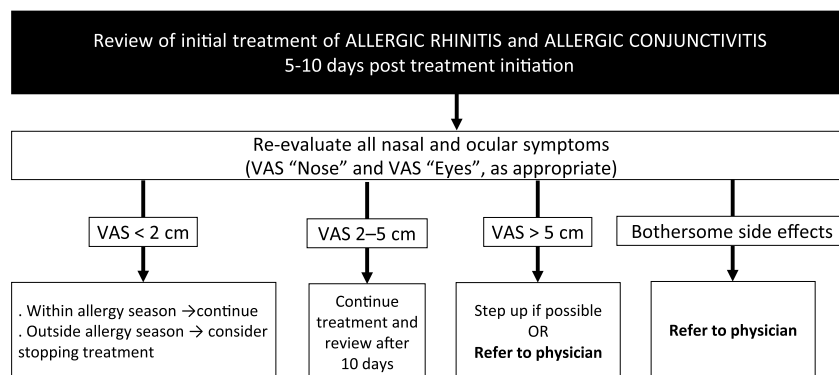 Review of initial treatment of ALLERGIC RHINITIS and ALLERGIC CONJUNCTIVITIS
5-10 days post treatment initiation
Re-evaluate all nasal and ocular symptoms
(VAS “Nose” and VAS “Eyes”, as appropriate)
VAS < 2 cm
VAS 2–5 cm
VAS > 5 cm
Bothersome side effects
. Within allergy season →continue
. Outside allergy season → consider
stopping treatment
Continue
treatment and
review after
10 days
Step up if possible
OR
Refer to physician
Refer to physician